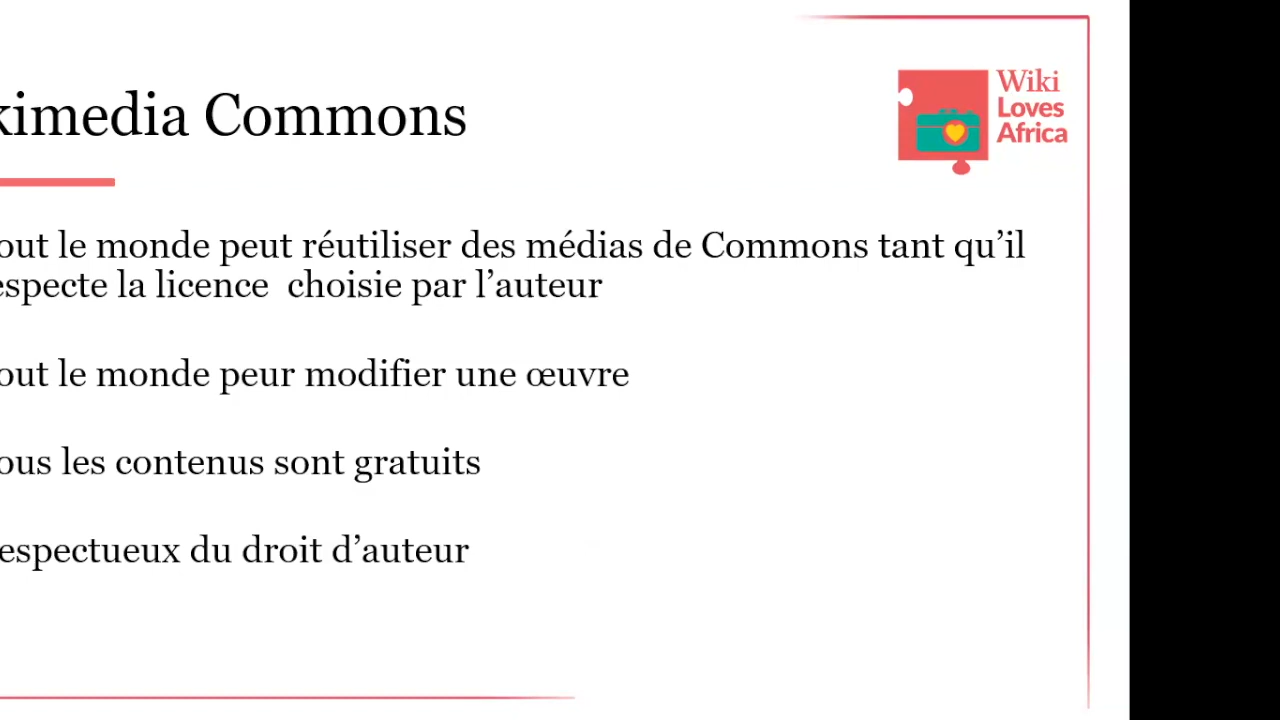 kimedia Commons
Wiki
Loves
Africa
out le monde peut réutiliser des médias de Commons tant qu’il
especte la licence  choisie par l’auteur
out le monde peur modifier une œuvre
ous les contenus sont gratuits
espectueux du droit d’auteur